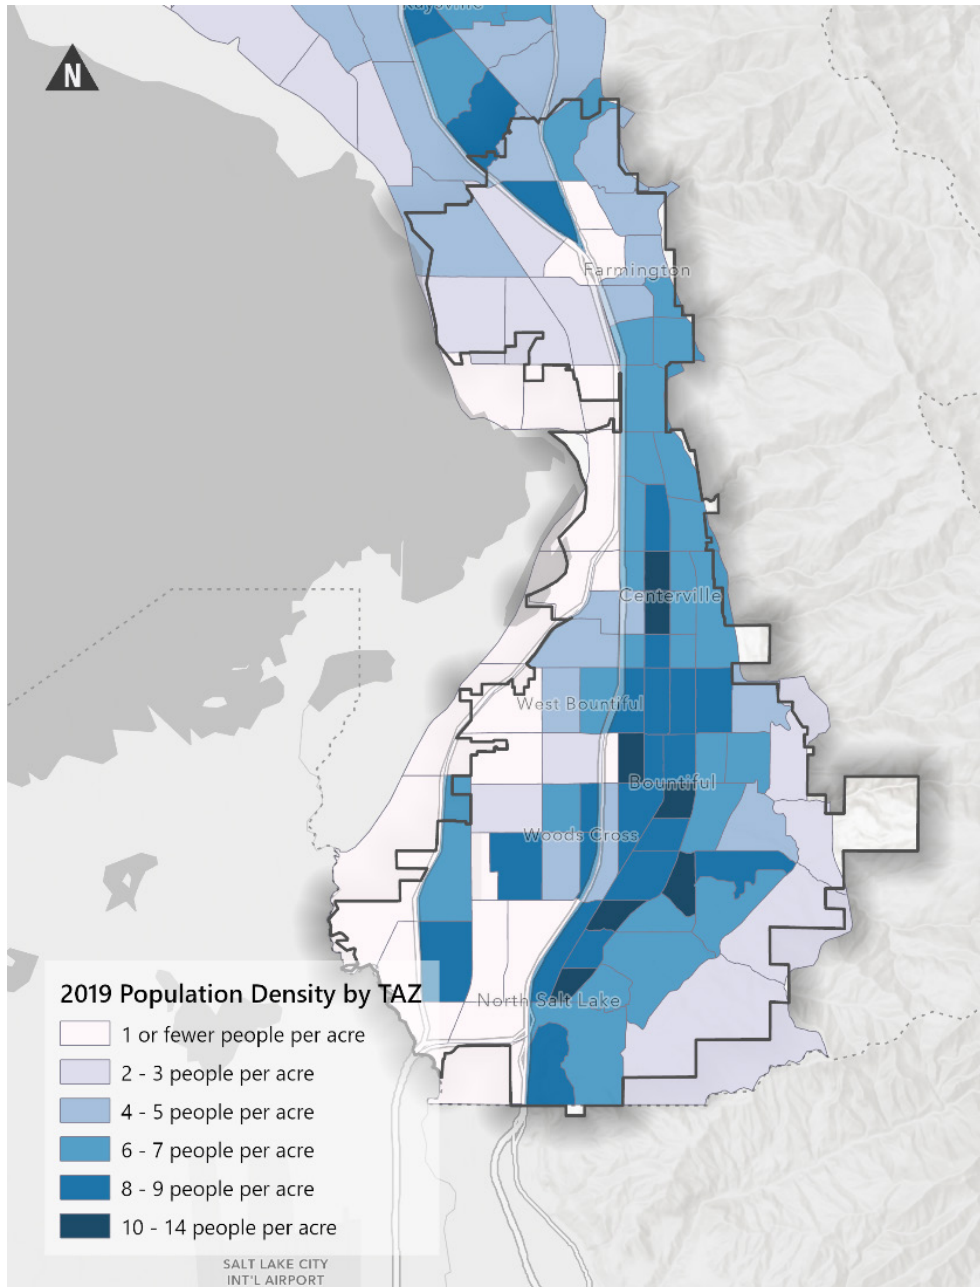 Kaysville
N
Farmington
Centerville
West Bountiful
Bountiful
Woods Cross
North Salt Lake
2019 Population Density by TAZ
1 or fewer people per acre
2 - 3 people per acre
4 - 5 people per acre
6 - 7 people per acre
8 - 9 people per acre
10 - 14 people per acre
SALT LAKE CITY
INT'L AIRPORT